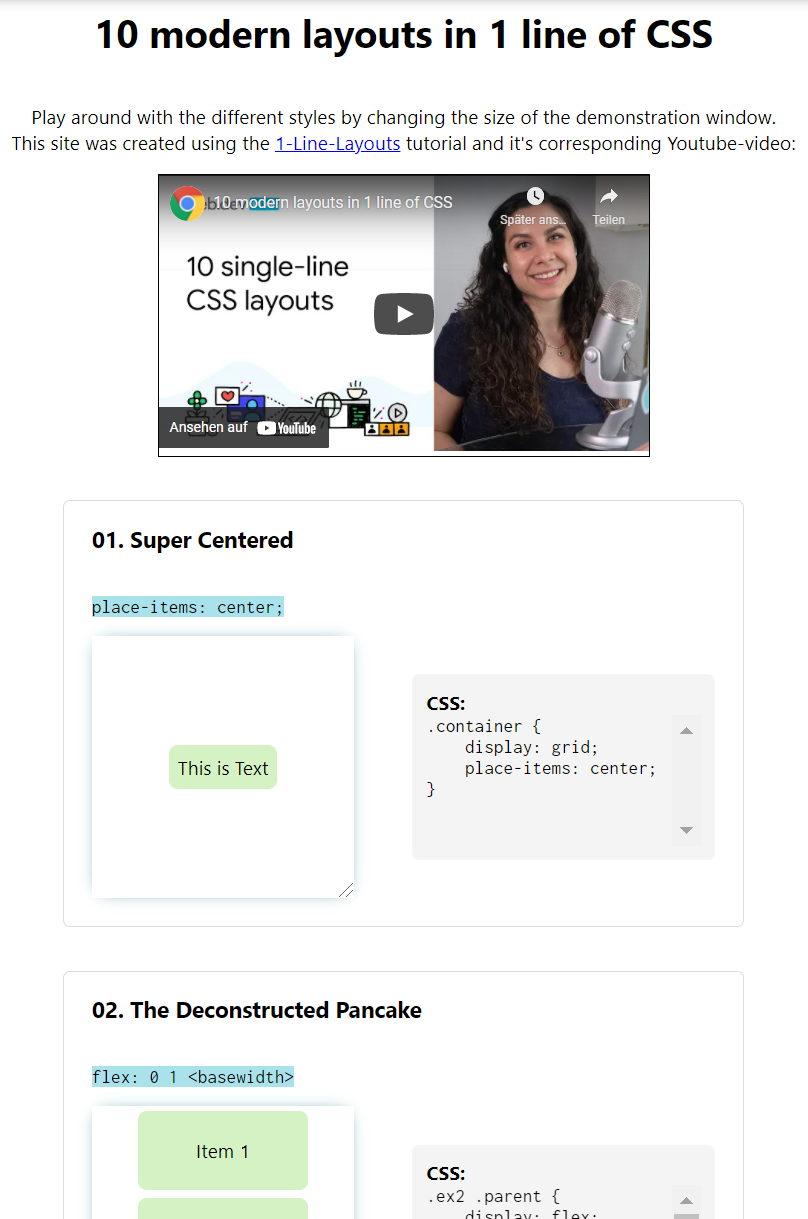 10 modern layouts in 1 line of CSS
Play around with the different styles by changing the size of the demonstration window.
This site was created using the 1-Line-Layouts tutorial and it's corresponding Youtube-video:
10 modern layouts in 1 line of CSS
Später ans...
Teilen
10 single-line
CSS layouts
Ansehen auf YouTube
01. Super Centered
place-items: center;
This is Text
CSS:
.container {
    display: grid;
    place-items: center;
}
02. The Deconstructed Pancake
flex: 0 1 <basewidth>
Item 1
CSS:
.ex2 .parent {
    display: flex;